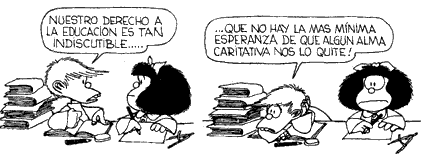 NUESTRO DERECHO A
LA EDUCACIÓN ES TAN
INDISCUTIBLE.....
...QUE NO HAY LA MAS MÍNIMA
ESPERANZA DE QUE ALGÚN ALMA
CARITATIVA NOS LO QUITE!